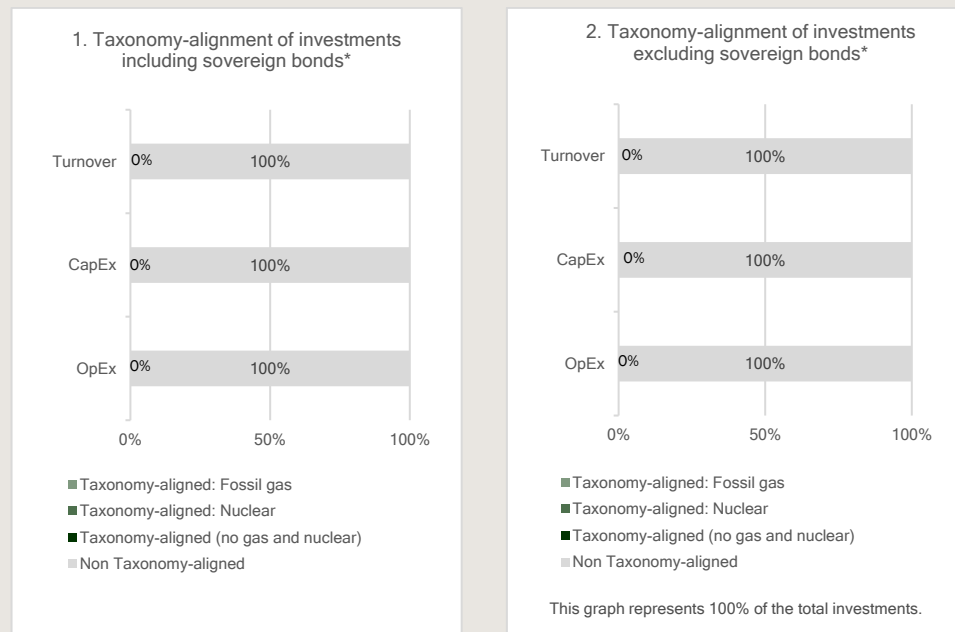 1. Taxonomy-alignment of investments
including sovereign bonds*
Turnover
0%
100%
CapEx
0%
100%
OpEx
0%
100%
0%
50%
100%
Taxonomy-aligned: Fossil gas
Taxonomy-aligned: Nuclear
Taxonomy-aligned (no gas and nuclear)
Non Taxonomy-aligned
2. Taxonomy-alignment of investments
excluding sovereign bonds*
Turnover
0%
100%
CapEx
0%
100%
OpEx
0%
100%
0%
50%
100%
Taxonomy-aligned: Fossil gas
Taxonomy-aligned: Nuclear
Taxonomy-aligned (no gas and nuclear)
Non Taxonomy-aligned
This graph represents 100% of the total investments.